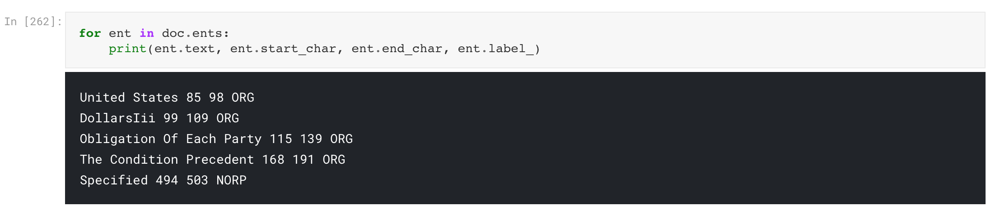 In [262]:
for ent in doc.ents:
    print(ent.text, ent.start_char, ent.end_char, ent.label_)
United States 85 98 ORG
DollarsIii 99 109 ORG
Obligation Of Each Party 115 139 ORG
The Condition Precedent 168 191 ORG
Specified 494 503 NORP